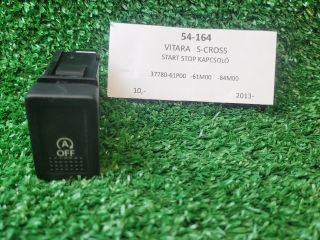 54-164
VITARA S-CROSS
START STOP KAPCSOLÓ
37780-61P00 -61M00 -84M00
10,- 2013-
A
OFF